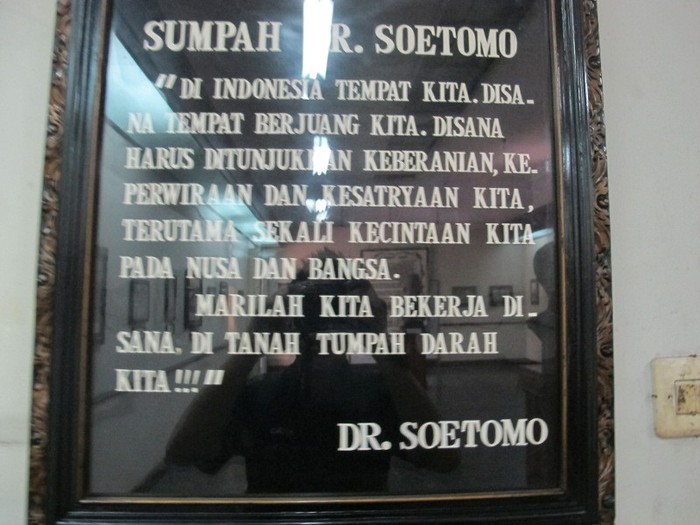 SUMPAH DR. SOETOMO
"DI INDONESIA TEMPAT KITA. DISA-
NA TEMPAT BERJUANG KITA. DISANA
HARUS DITUNJUKKAN KEBERANIAN, KE-
PERWIRAAN DAN KESATRYAAN KITA,
TERUTAMA SEKALI KECINTAAN KITA
PADA NUSA DAN BANGSA.
MARILAH KITA BEKERJA DI-
SANA. DI TANAH TUMPAH DARAH
KITA!!!"
DR. SOETOMO